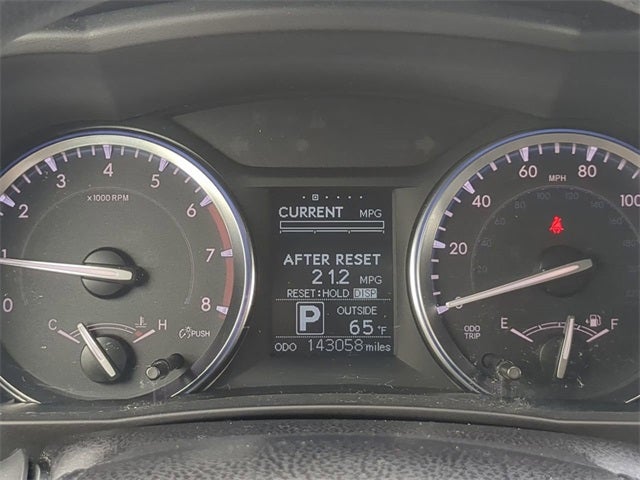 0 1 2 3 4 5 6 7 8
x1000 RPM
C H
PUSH
CURRENT MPG
AFTER RESET
21.2 MPG
RESET:HOLD DISP
P
OUTSIDE
65°F
ODO 143058 miles
20 40 60 80 100
MPH
ODO
TRIP
E F